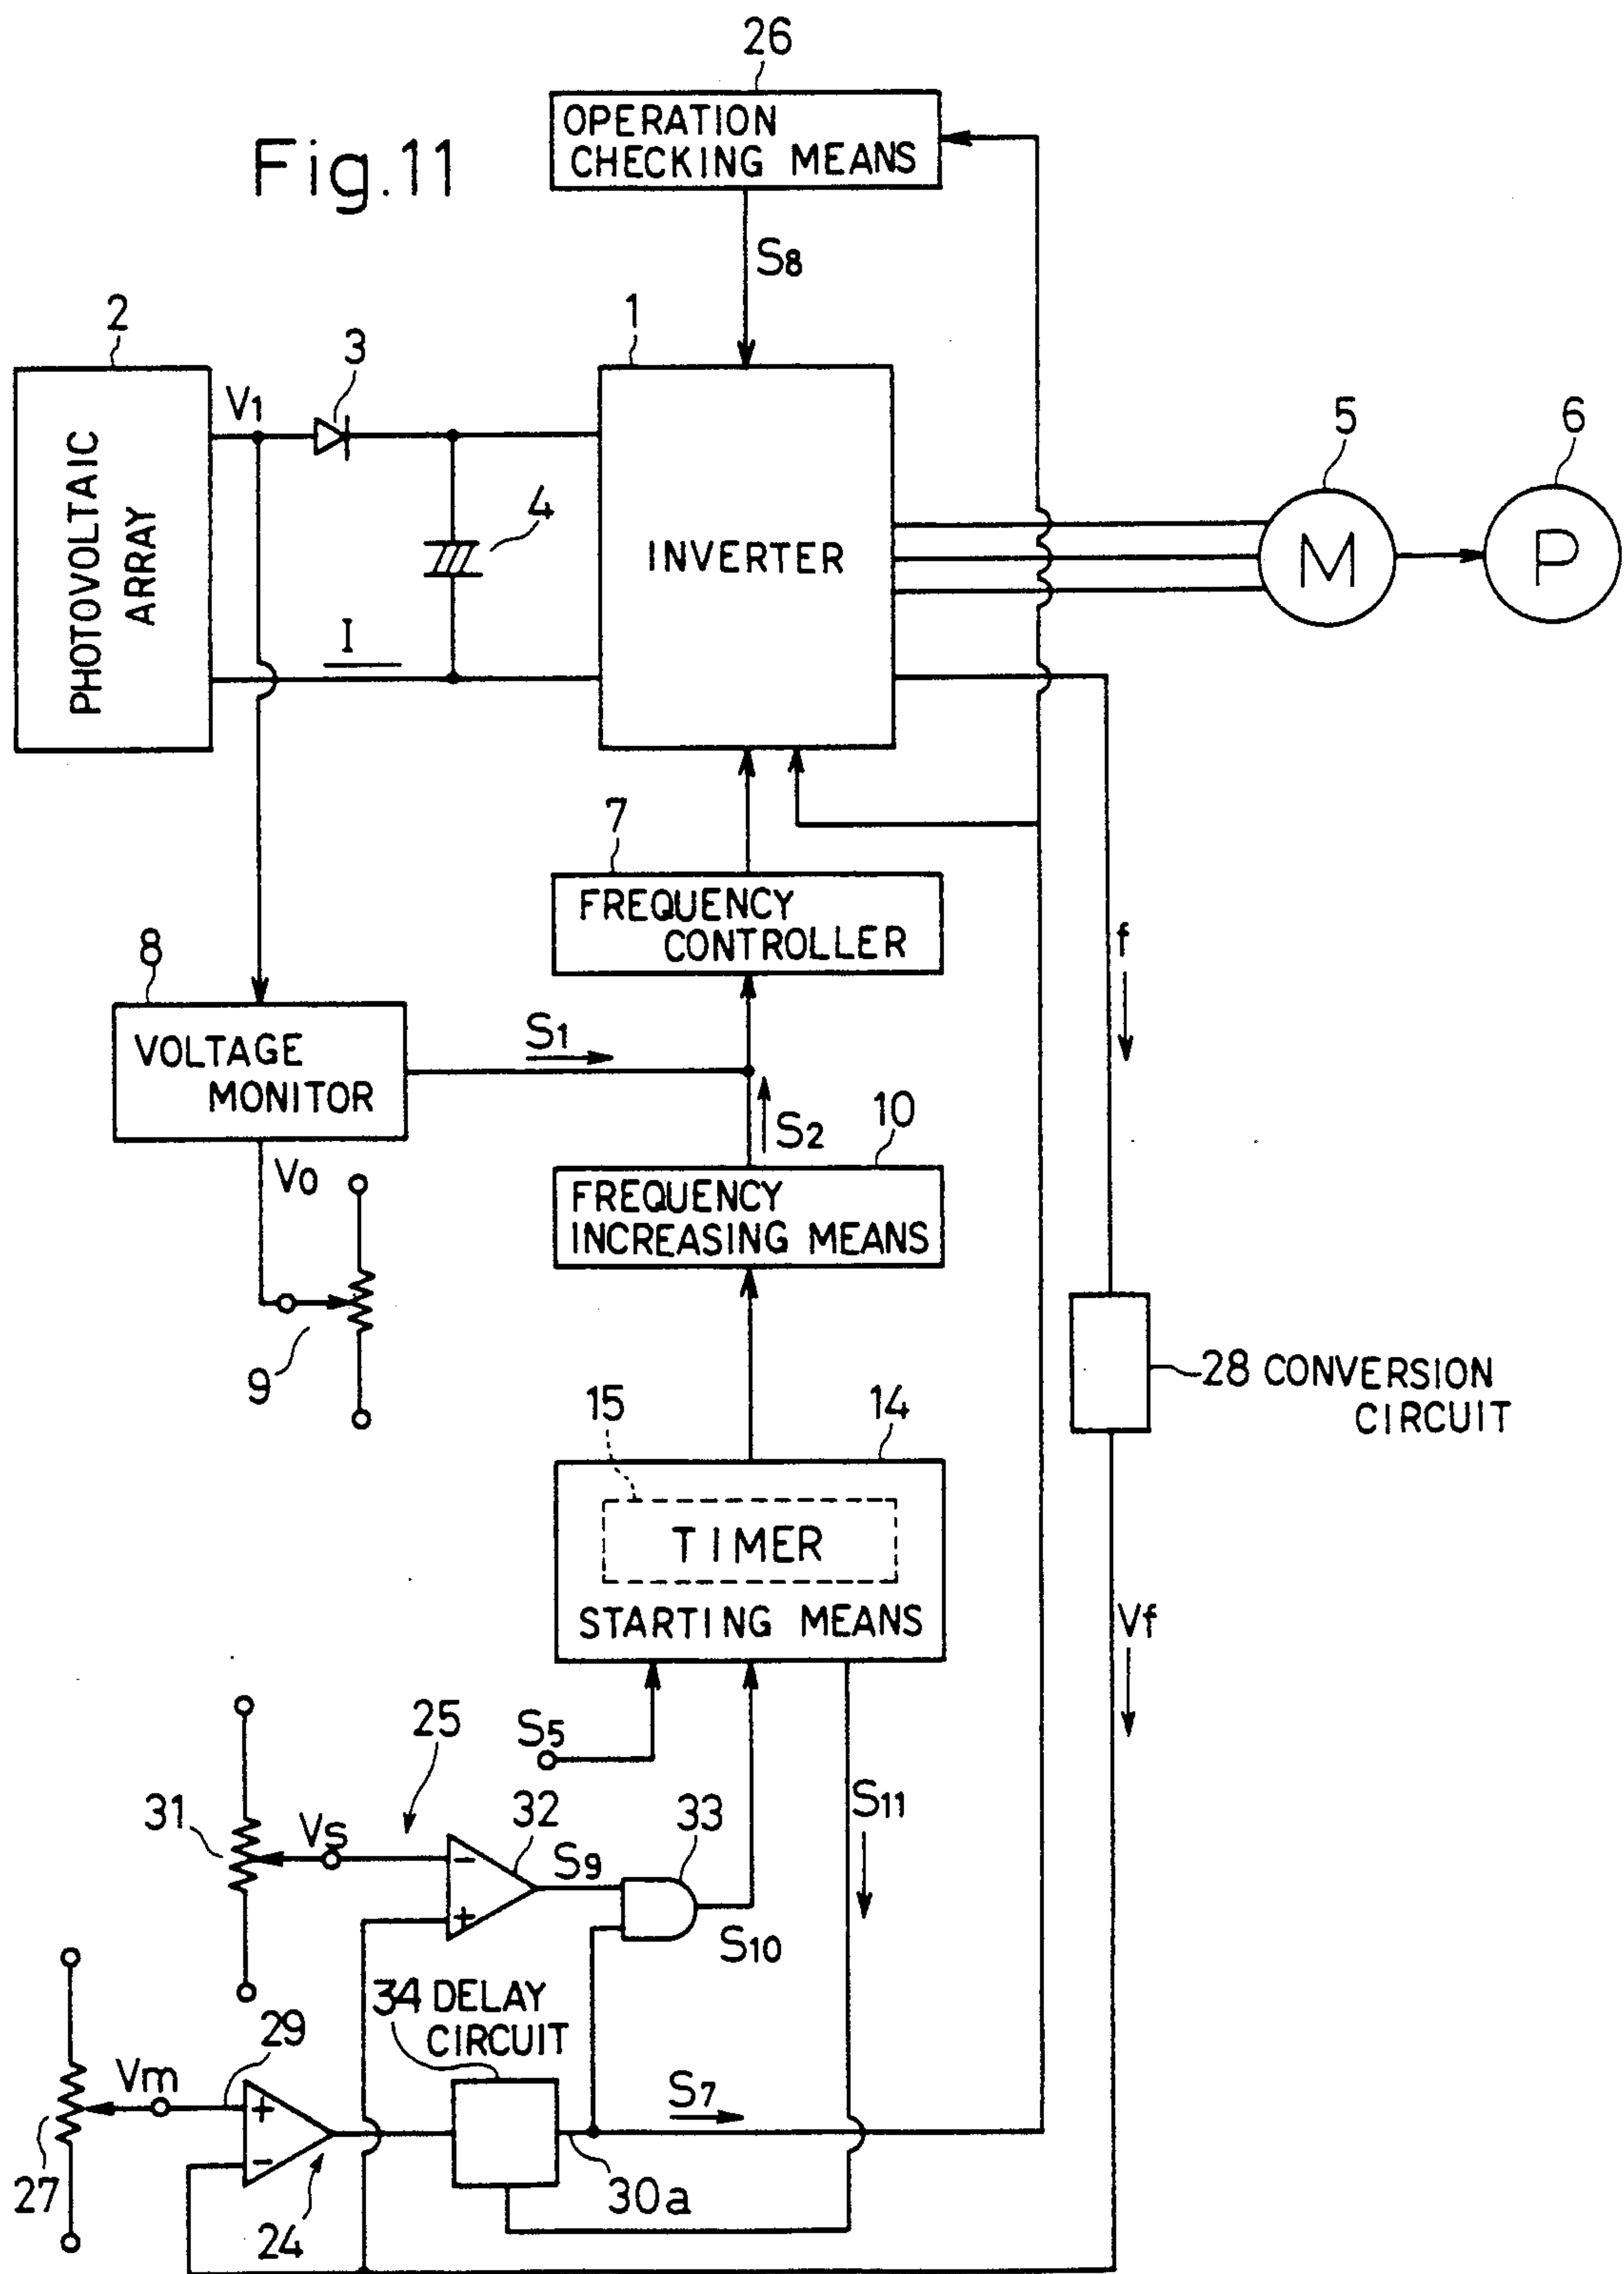 Fig.11
26
OPERATION
CHECKING MEANS
S8
2
3
1
V1
PHOTOVOLTAIC
ARRAY
4
I
INVERTER
5
6
M
P
7
FREQUENCY
CONTROLLER
f
8
VOLTAGE
MONITOR
S1
S2
10
V0
9
FREQUENCY
INCREASING MEANS
28 CONVERSION
CIRCUIT
15
14
TIMER
STARTING MEANS
Vf
S5
25
S11
31
Vs
32
33
-
+
S9
S10
34 DELAY
CIRCUIT
29
Vm
+
-
S7
27
24
30a